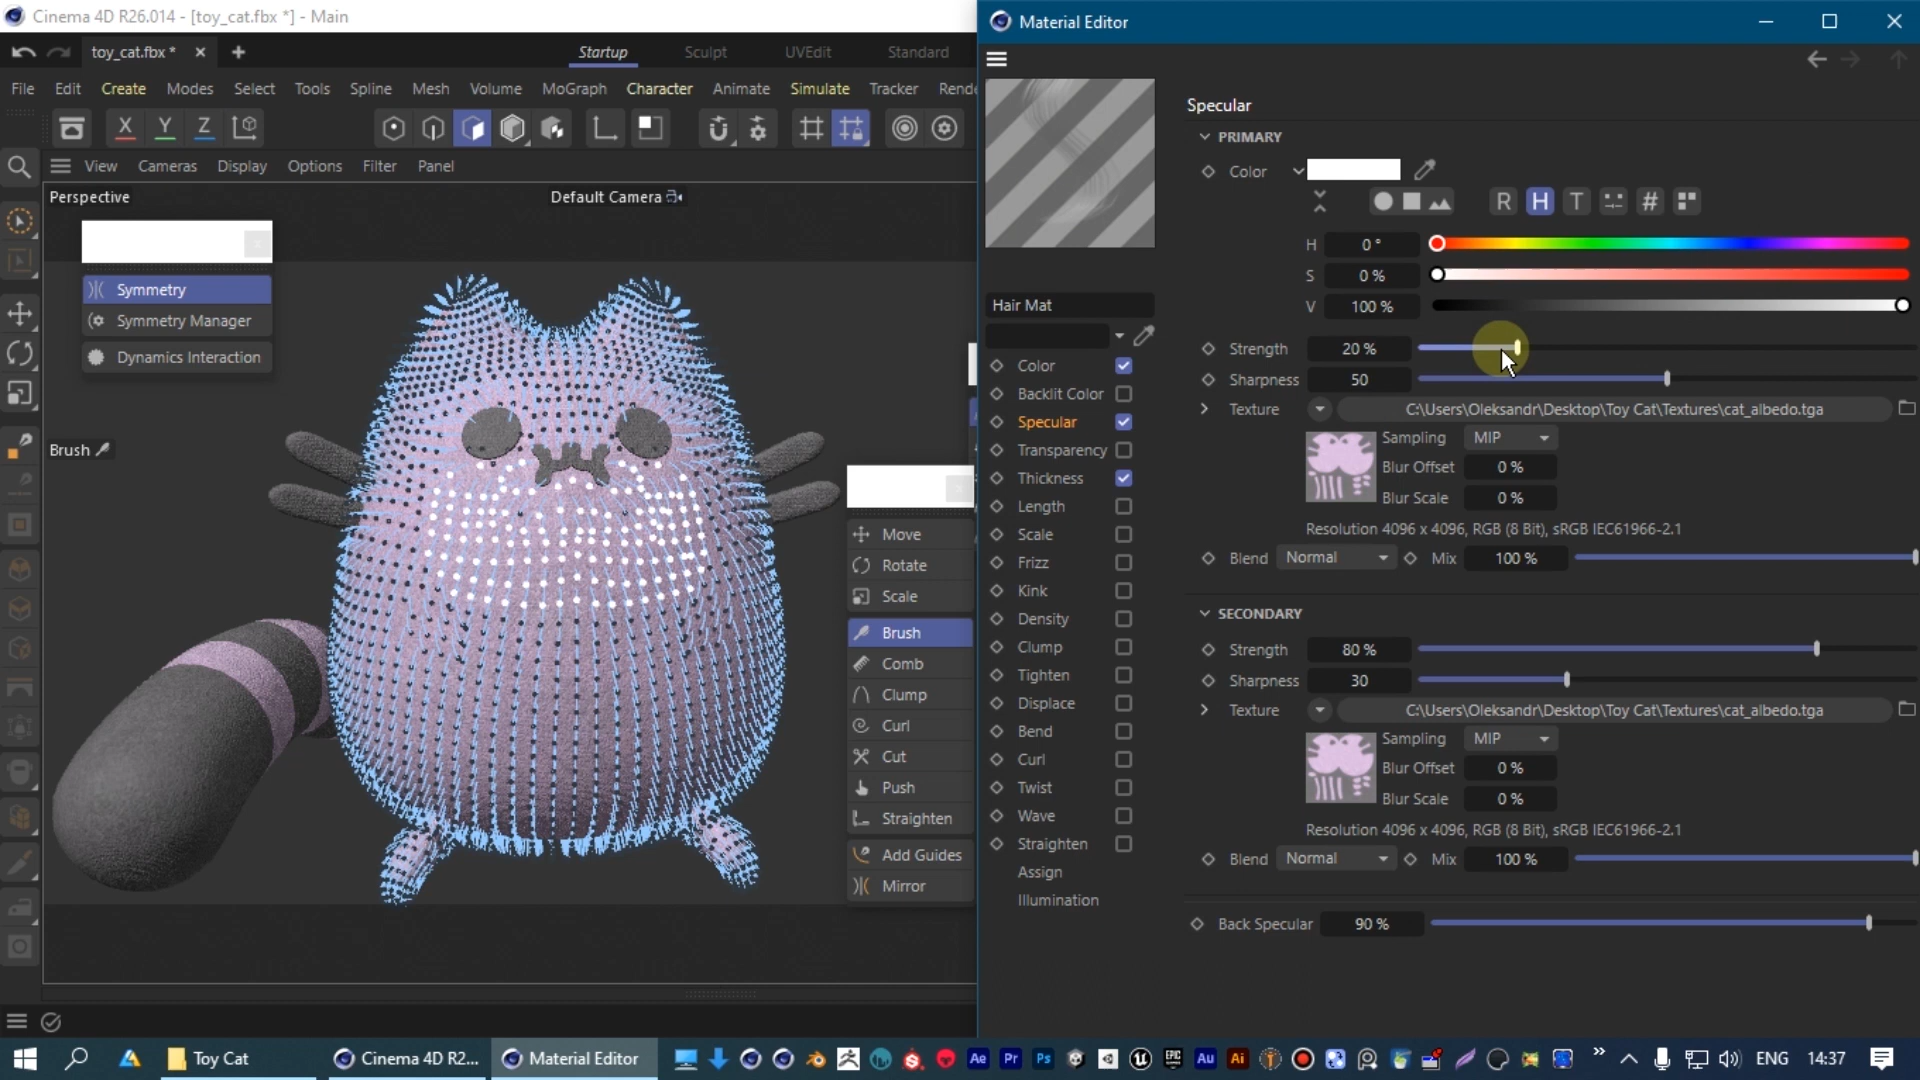 Cinema 4D R26.014 - [toy_cat.fbx *] - Main
Material Editor
toy_cat.fbx *
Startup
Sculpt
UVEdit
Standard
File Edit Create Modes Select Tools Spline Mesh Volume MoGraph Character Animate Simulate Tracker Rende
X Y Z
View Cameras Display Options Filter Panel
Perspective
Default Camera
Symmetry
Symmetry Manager
Dynamics Interaction
Brush
Move
Rotate
Scale
Brush
Comb
Clump
Curl
Cut
Push
Straighten
Add Guides
Mirror
Hair Mat
Color
Backlit Color
Specular
Transparency
Thickness
Length
Scale
Frizz
Kink
Density
Clump
Tighten
Displace
Bend
Curl
Twist
Wave
Straighten
Assign
Illumination
Specular
PRIMARY
Color
R H T #
H 0 °
S 0 %
V 100 %
Strength 20 %
Sharpness 50
Texture C:\Users\Oleksandr\Desktop\Toy Cat\Textures\cat_albedo.tga
Sampling MIP
Blur Offset 0 %
Blur Scale 0 %
Resolution 4096 x 4096, RGB (8 Bit), sRGB IEC61966-2.1
Blend Normal Mix 100 %
SECONDARY
Strength 80 %
Sharpness 30
Texture C:\Users\Oleksandr\Desktop\Toy Cat\Textures\cat_albedo.tga
Sampling MIP
Blur Offset 0 %
Blur Scale 0 %
Resolution 4096 x 4096, RGB (8 Bit), sRGB IEC61966-2.1
Blend Normal Mix 100 %
Back Specular 90 %
Toy Cat
Cinema 4D R2...
Material Editor
Ae Pr Ps
EPIC
Au Ai
ENG 14:37